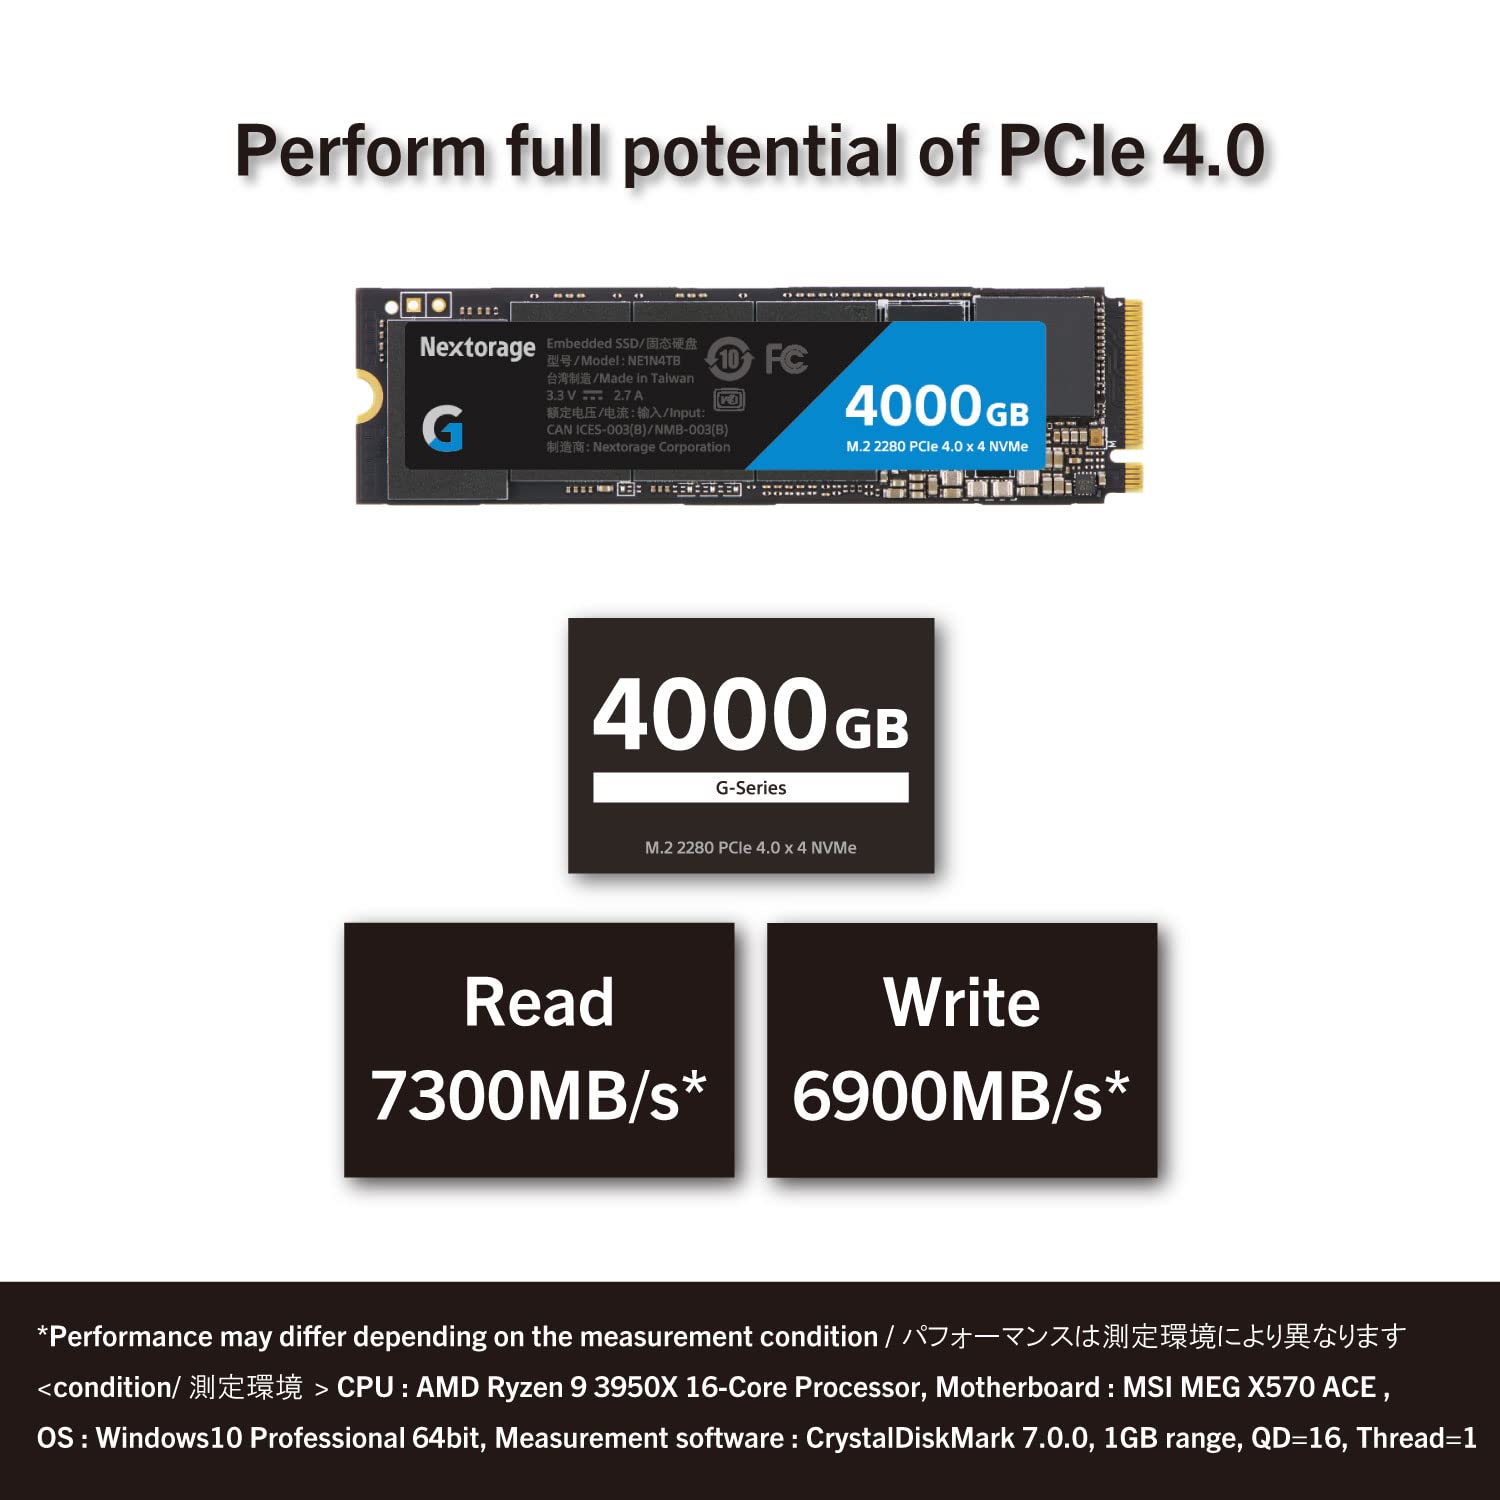 Perform full potential of PCIe 4.0
Nextorage
G
Embedded SSD/固态硬盘
型号/Model: NE1N4TB
台湾制造/Made in Taiwan
3.3 V 2.7 A
额定电压/电流:输入/Input:
CAN ICES-003(B)/NMB-003(B)
制造商: Nextorage Corporation
10
FC
4000GB
M.2 2280 PCIe 4.0 x 4 NVMe
4000GB
G-Series
M.2 2280 PCIe 4.0 x 4 NVMe
Read
7300MB/s*
Write
6900MB/s*
*Performance may differ depending on the measurement condition / パフォーマンスは測定環境により異なります
<condition/ 測定環境 > CPU : AMD Ryzen 9 3950X 16-Core Processor, Motherboard : MSI MEG X570 ACE ,
OS : Windows10 Professional 64bit, Measurement software : CrystalDiskMark 7.0.0, 1GB range, QD=16, Thread=1